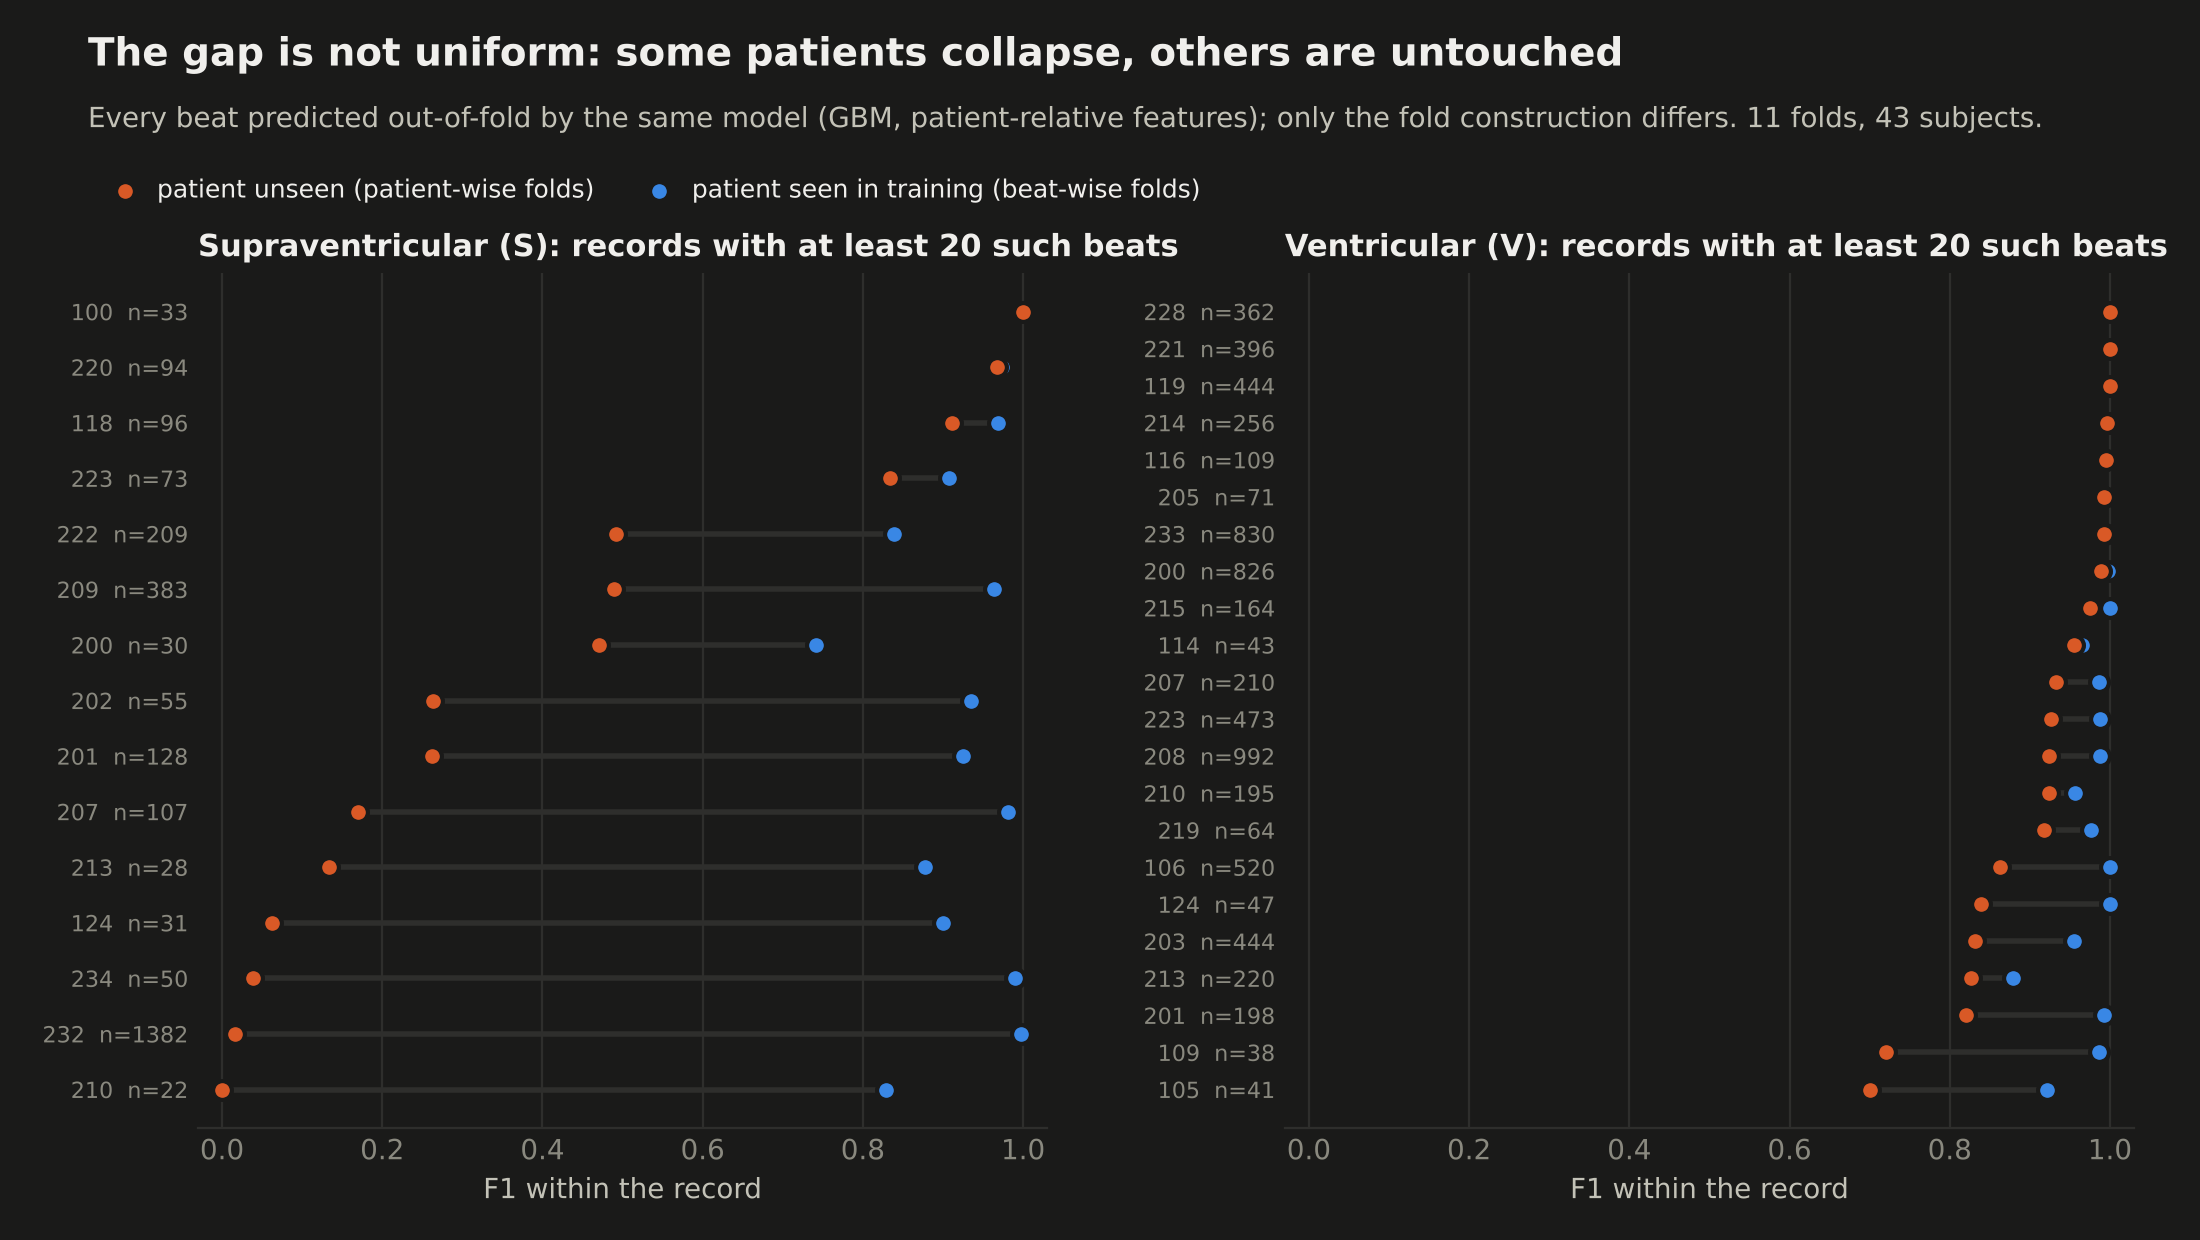 The gap is not uniform: some patients collapse, others are untouched
Every beat predicted out-of-fold by the same model (GBM, patient-relative features); only the fold construction differs. 11 folds, 43 subjects.
patient unseen (patient-wise folds)
patient seen in training (beat-wise folds)
Supraventricular (S): records with at least 20 such beats
100 n=33
220 n=94
118 n=96
223 n=73
222 n=209
209 n=383
200 n=30
202 n=55
201 n=128
207 n=107
213 n=28
124 n=31
234 n=50
232 n=1382
210 n=22
0.0 0.2 0.4 0.6 0.8 1.0
F1 within the record
Ventricular (V): records with at least 20 such beats
228 n=362
221 n=396
119 n=444
214 n=256
116 n=109
205 n=71
233 n=830
200 n=826
215 n=164
114 n=43
207 n=210
223 n=473
208 n=992
210 n=195
219 n=64
106 n=520
124 n=47
203 n=444
213 n=220
201 n=198
109 n=38
105 n=41
0.0 0.2 0.4 0.6 0.8 1.0
F1 within the record